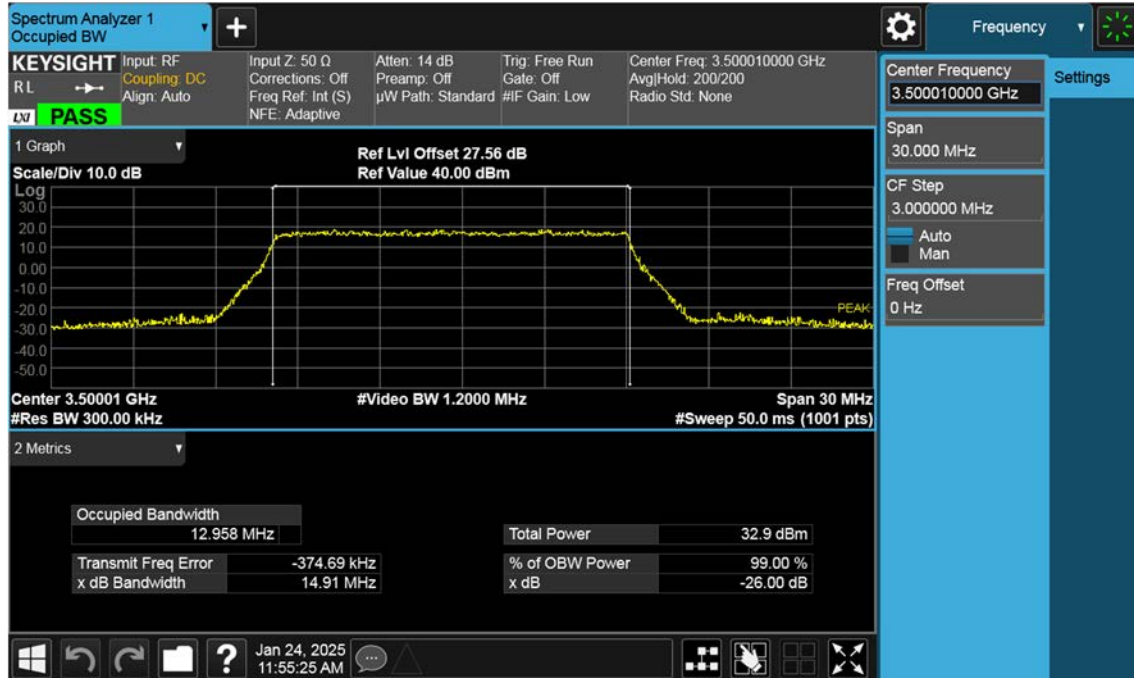 Spectrum Analyzer 1
Occupied BW
+
Frequency
KEYSIGHT
R L
LXI PASS
Input: RF
Coupling: DC
Align: Auto
Input Z: 50 Ω
Corrections: Off
Freq Ref: Int (S)
NFE: Adaptive
Atten: 14 dB
Preamp: Off
µW Path: Standard
Trig: Free Run
Gate: Off
#IF Gain: Low
Center Freq: 3.500010000 GHz
Avg|Hold: 200/200
Radio Std: None
Center Frequency
3.500010000 GHz
Settings
Span
30.000 MHz
CF Step
3.000000 MHz
Auto
Man
Freq Offset
0 Hz
1 Graph
Scale/Div 10.0 dB
Ref Lvl Offset 27.56 dB
Ref Value 40.00 dBm
Log
30.0
20.0
10.0
0.00
-10.0
-20.0
-30.0
-40.0
-50.0
PEAK
Center 3.50001 GHz
#Video BW 1.2000 MHz
Span 30 MHz
#Res BW 300.00 kHz
#Sweep 50.0 ms (1001 pts)
2 Metrics
Occupied Bandwidth
12.958 MHz
Total Power 32.9 dBm
Transmit Freq Error -374.69 kHz
% of OBW Power 99.00 %
x dB Bandwidth 14.91 MHz
x dB -26.00 dB
?
Jan 24, 2025
11:55:25 AM